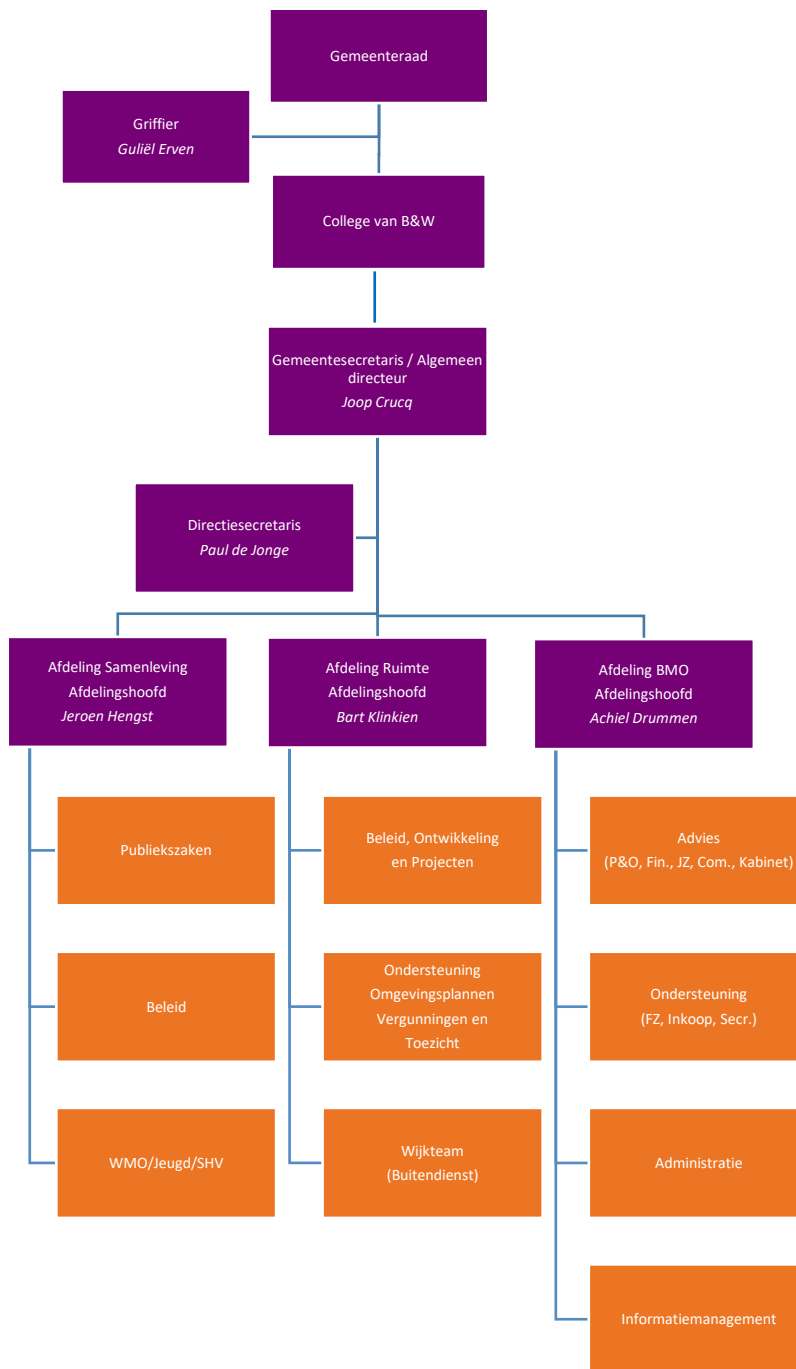 Gemeenteraad
Griffier
Guliël Erven
College van B&W
Gemeentesecretaris / Algemeen
directeur
Joop Crucq
Directiesecretaris
Paul de Jonge
Afdeling Samenleving
Afdelingshoofd
Jeroen Hengst
Afdeling Ruimte
Afdelingshoofd
Bart Klinkien
Afdeling BMO
Afdelingshoofd
Achiel Drummen
Publiekszaken
Beleid
WMO/Jeugd/SHV
Beleid, Ontwikkeling
en Projecten
Ondersteuning
Omgevingsplannen
Vergunningen en
Toezicht
Wijkteam
(Buitendienst)
Advies
(P&O, Fin., JZ, Com., Kabinet)
Ondersteuning
(FZ, Inkoop, Secr.)
Administratie
Informatiemanagement